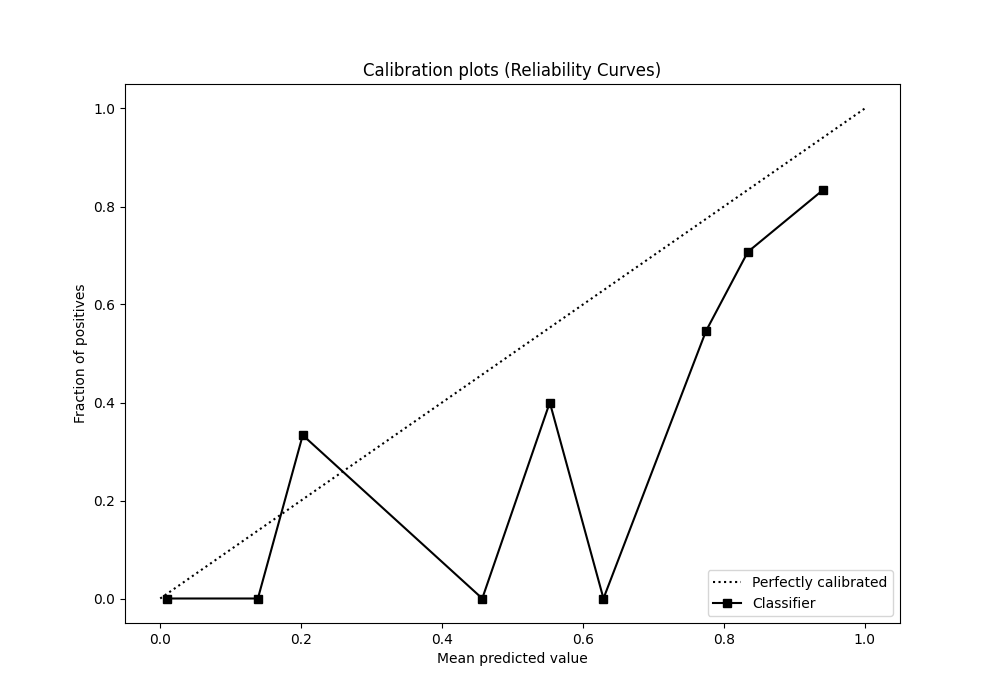 Calibration plots (Reliability Curves)
1.0
0.8
0.6
0.4
0.2
0.0
Fraction of positives
0.0 0.2 0.4 0.6 0.8 1.0
Mean predicted value
Perfectly calibrated
Classifier